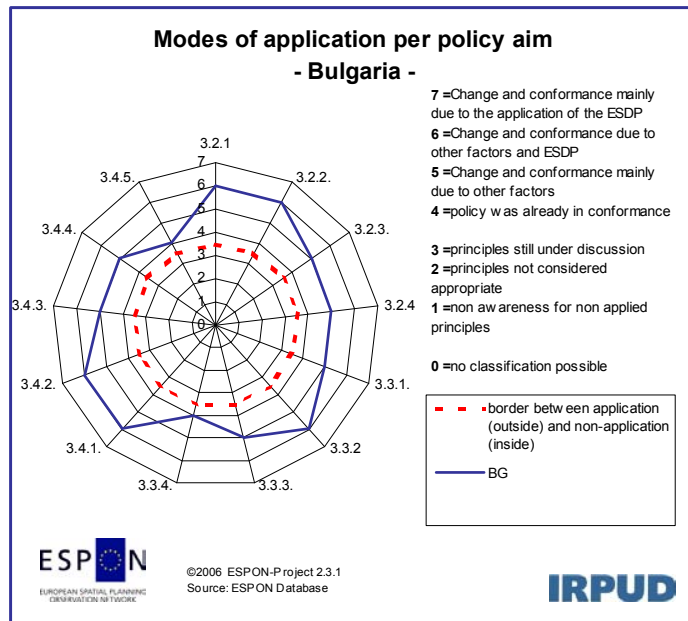 Modes of application per policy aim
- Bulgaria -
7 =Change and conformance mainly
due to the application of the ESDP
6 =Change and conformance due to
other factors and ESDP
5 =Change and conformance mainly
due to other factors
4 =policy was already in conformance
3 =principles still under discussion
2 =principles not considered
appropriate
1 =non awareness for non applied
principles
0 =no classification possible
3.2.1
3.2.2.
3.2.3.
3.2.4
3.3.1.
3.3.2
3.3.3.
3.3.4.
3.4.1.
3.4.2.
3.4.3.
3.4.4.
3.4.5.
7
6
5
4
3
2
1
0
border between application
(outside) and non-application
(inside)
BG
ESPON
EUROPEAN SPATIAL PLANNING
OBSERVATION NETWORK
©2006 ESPON-Project 2.3.1
Source: ESPON Database
IRPUD